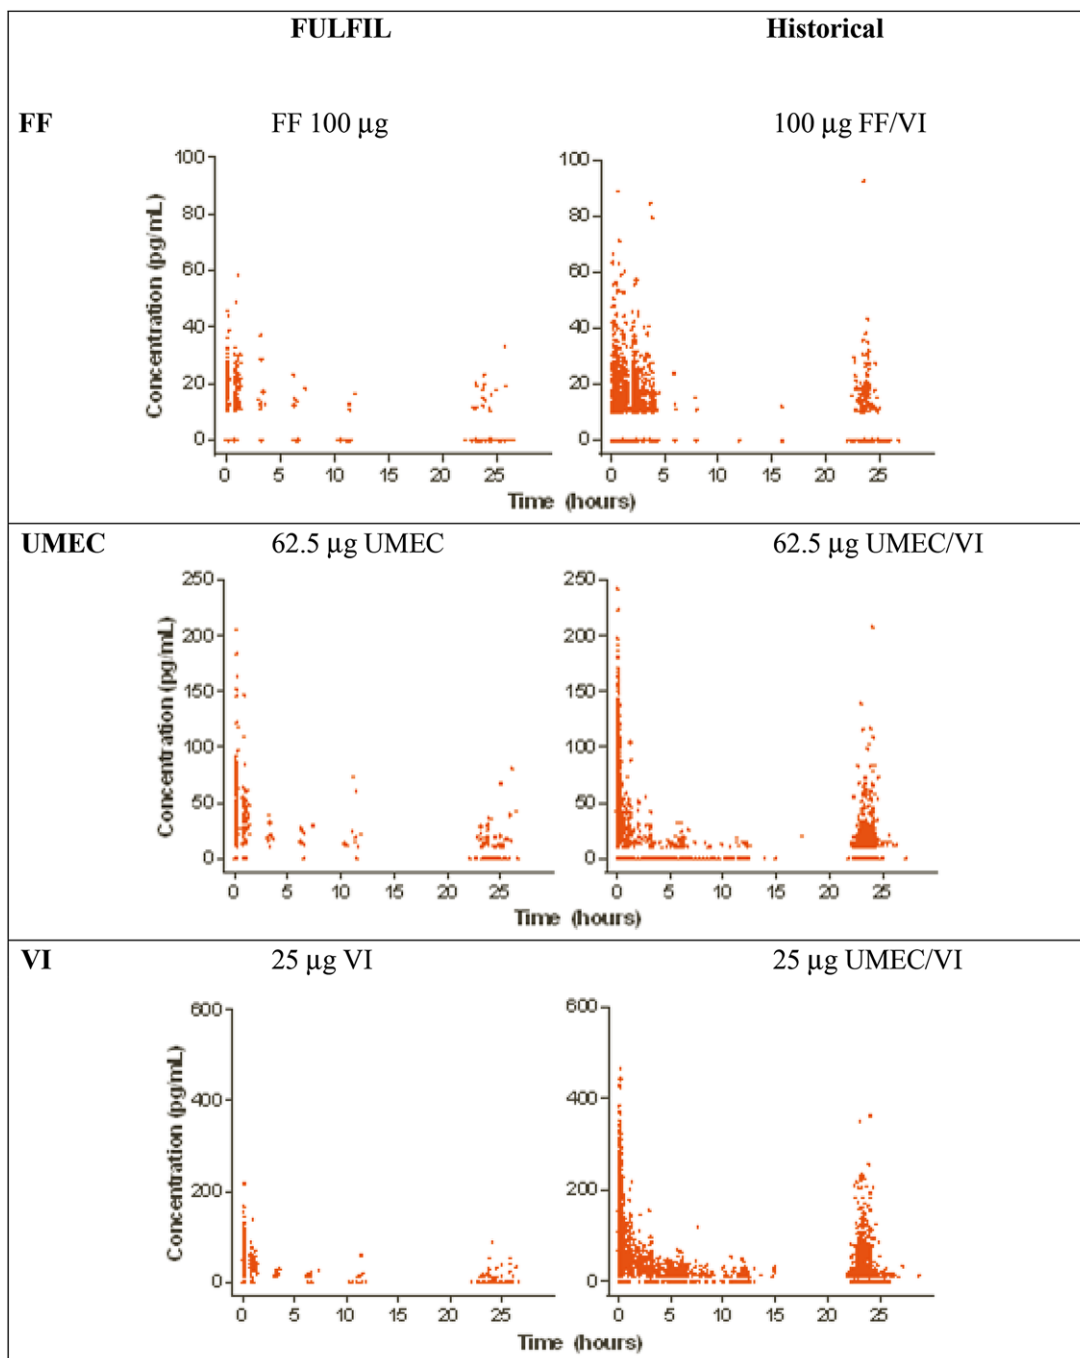 FULFIL Historical
FF FF 100 µg 100 µg FF/VI
Concentration (pg/mL)
100 80 60 40 20 0
0 5 10 15 20 25
100 80 60 40 20 0
0 5 10 15 20 25
Time (hours)
UMEC 62.5 µg UMEC 62.5 µg UMEC/VI
Concentration (pg/mL)
250 200 150 100 50 0
0 5 10 15 20 25
250 200 150 100 50 0
0 5 10 15 20 25
Time (hours)
VI 25 µg VI 25 µg UMEC/VI
Concentration (pg/mL)
600 400 200 0
0 5 10 15 20 25
600 400 200 0
0 5 10 15 20 25
Time (hours)